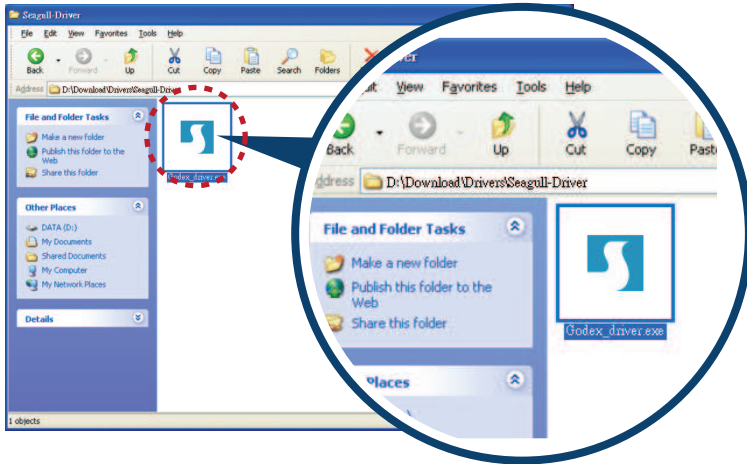 Seagull-Driver
File Edit View Favorites Tools Help
Back Forward Up Cut Copy Paste Search Folders
Address D:\Download\Drivers\Seagull-Driver
File and Folder Tasks
Make a new folder
Publish this folder to the
Web
Share this folder
Godex_driver.exe
Other Places
DATA (D:)
My Documents
Shared Documents
My Computer
My Network Places
Details
1 objects
View Favorites Tools Help
Back Forward Up Cut Copy Past
ddress D:\Download\Drivers\Seagull-Driver
File and Folder Tasks
Make a new folder
Publish this folder to the
Web
Share this folder
Godex_driver.exe
Places